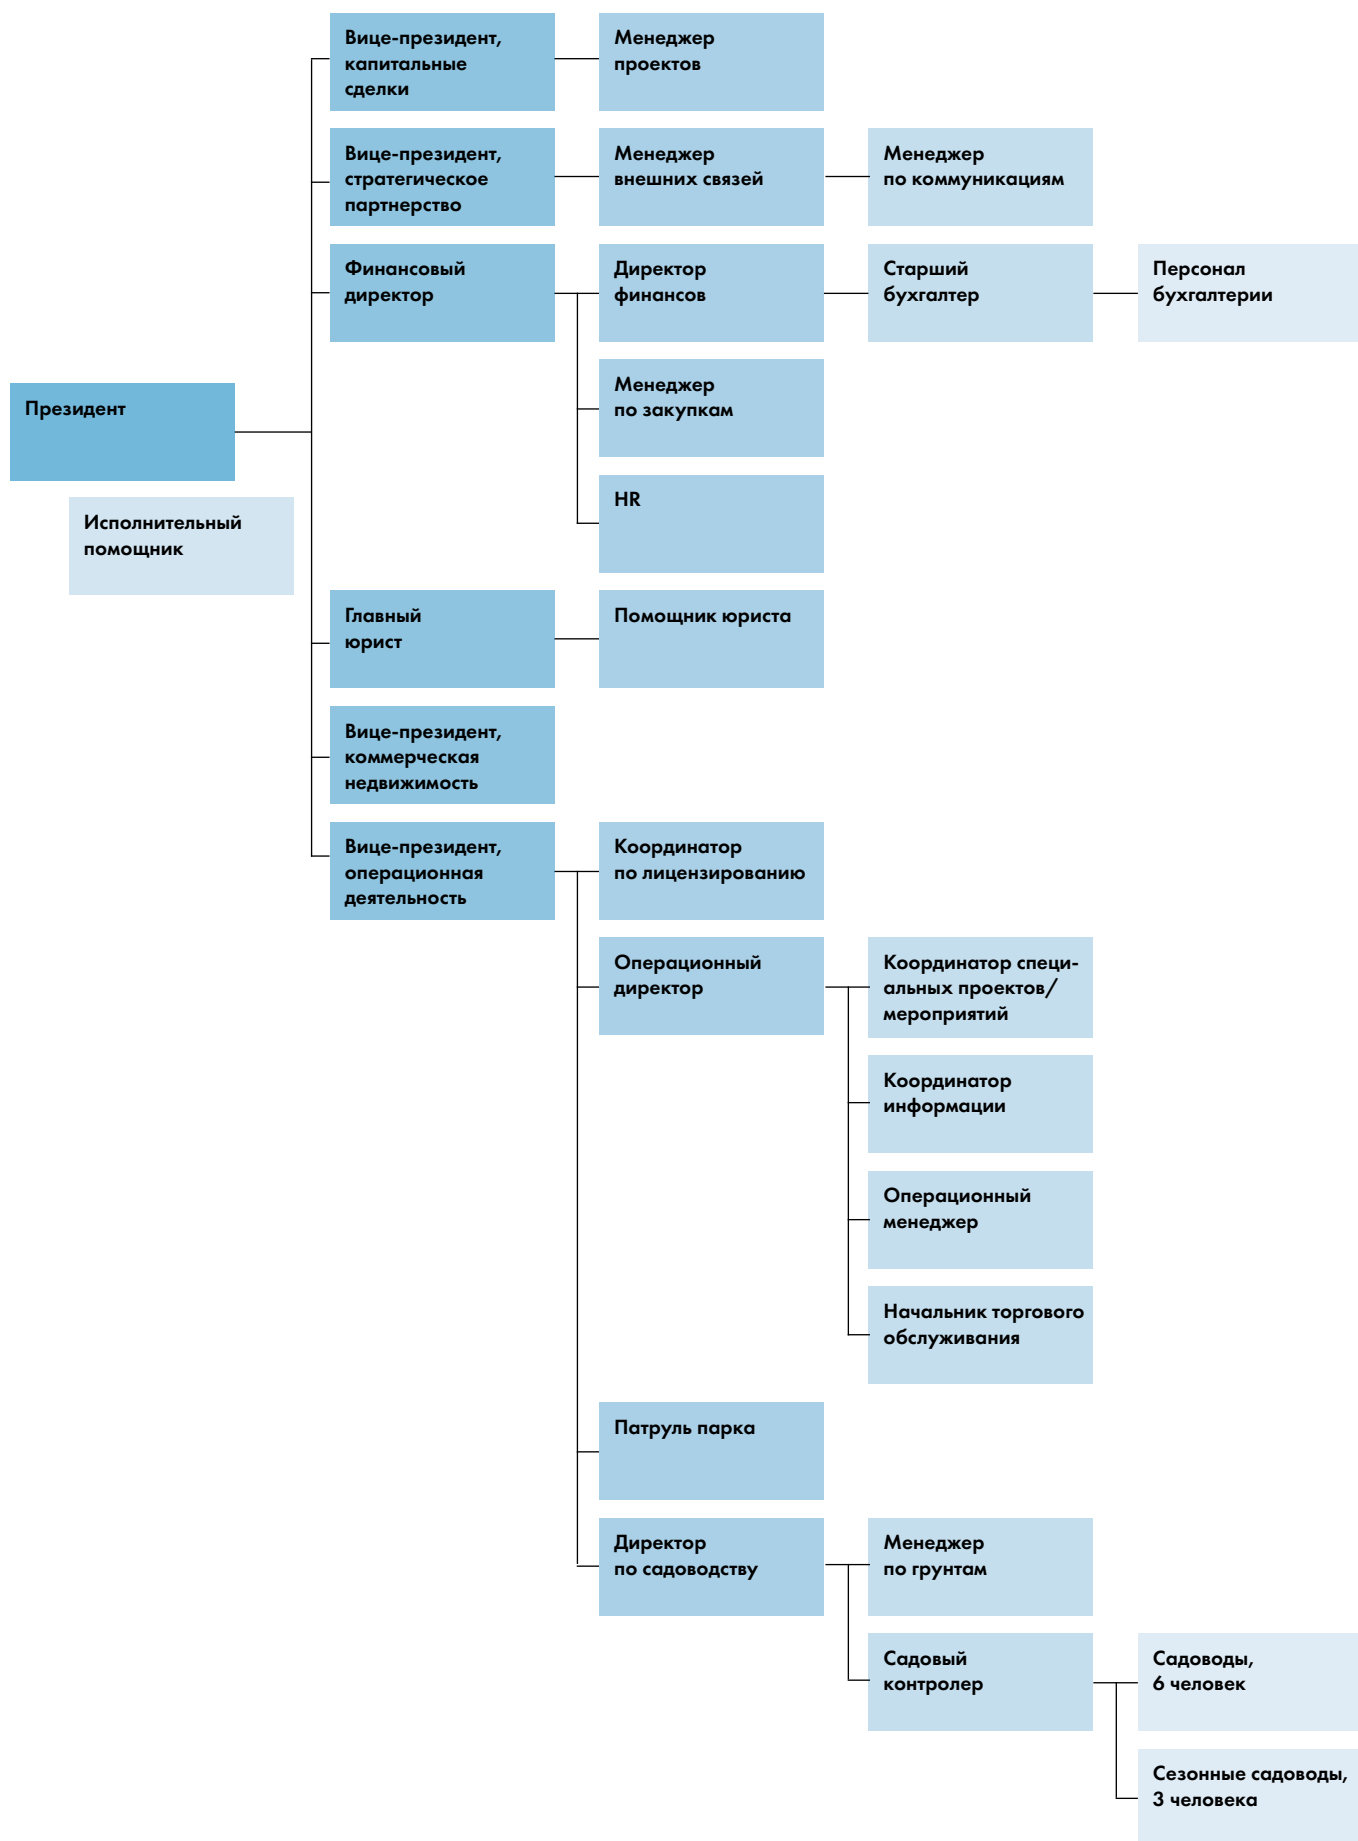 Вице-президент,
капитальные
сделки
Менеджер
проектов
Вице-президент,
стратегическое
партнерство
Менеджер
внешних связей
Менеджер
по коммуникациям
Финансовый
директор
Директор
финансов
Старший
бухгалтер
Персонал
бухгалтерии
Менеджер
по закупкам
Президент
HR
Исполнительный
помощник
Главный
юрист
Помощник юриста
Вице-президент,
коммерческая
недвижимость
Вице-президент,
операционная
деятельность
Координатор
по лицензированию
Операционный
директор
Координатор специ-
альных проектов/
мероприятий
Координатор
информации
Операционный
менеджер
Начальник торгового
обслуживания
Патруль парка
Директор
по садоводству
Менеджер
по грунтам
Садовый
контролер
Садоводы,
6 человек
Сезонные садоводы,
3 человека